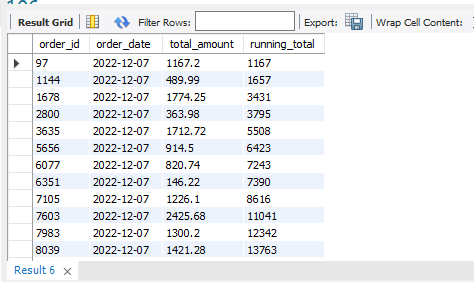 Result Grid Filter Rows: Export: Wrap Cell Content:
order_id order_date total_amount running_total
97 2022-12-07 1167.2 1167
1144 2022-12-07 489.99 1657
1678 2022-12-07 1774.25 3431
2800 2022-12-07 363.98 3795
3635 2022-12-07 1712.72 5508
5656 2022-12-07 914.5 6423
6077 2022-12-07 820.74 7243
6351 2022-12-07 146.22 7390
7105 2022-12-07 1226.1 8616
7603 2022-12-07 2425.68 11041
7983 2022-12-07 1300.2 12342
8039 2022-12-07 1421.28 13763
Result 6 ×